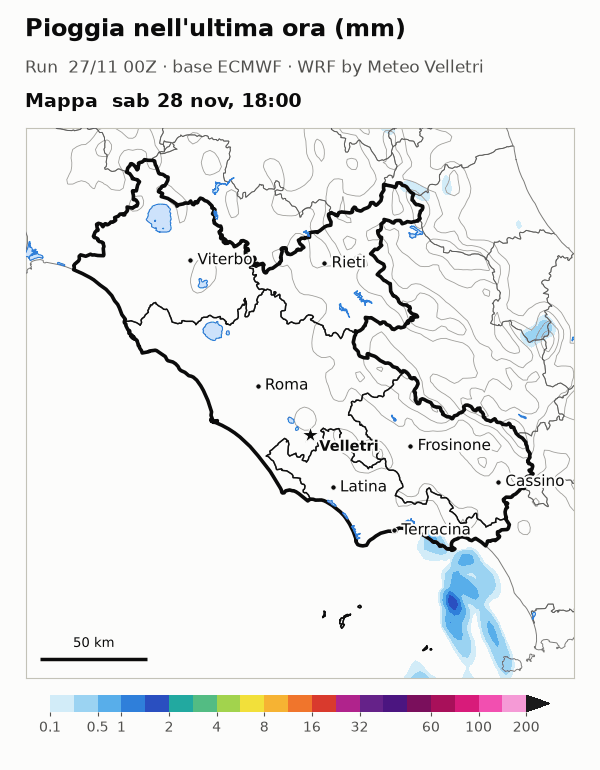 Pioggia nell'ultima ora (mm)
Run  27/11 00Z · base ECMWF · WRF by Meteo Velletri
Mappa  sab 28 nov, 18:00
Viterbo
Rieti
Roma
Velletri
Frosinone
Latina
Cassino
Terracina
50 km
0.1 0.5 1 2 4 8 16 32 60 100 200